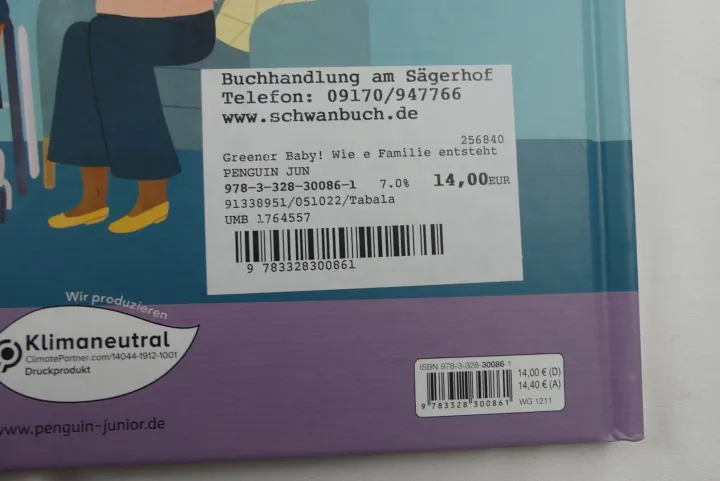 Buchhandlung am Sägerhof
Telefon: 09170/947766
www.schwanbuch.de
256840
Greener Baby! Wie e Familie entsteht
PENGUIN JUN
978-3-328-30086-1 7.0% 14,00EUR
91338951/051022/Tabala
UMB 1764557
9 783328 300861
Wir produzieren
Klimaneutral
ClimatePartner.com/14044-1912-1001
Druckprodukt
www.penguin-junior.de
ISBN 978-3-328-30086-1
14,00 € (D)
14,40 € (A)
9 783328 300861 WG 1211